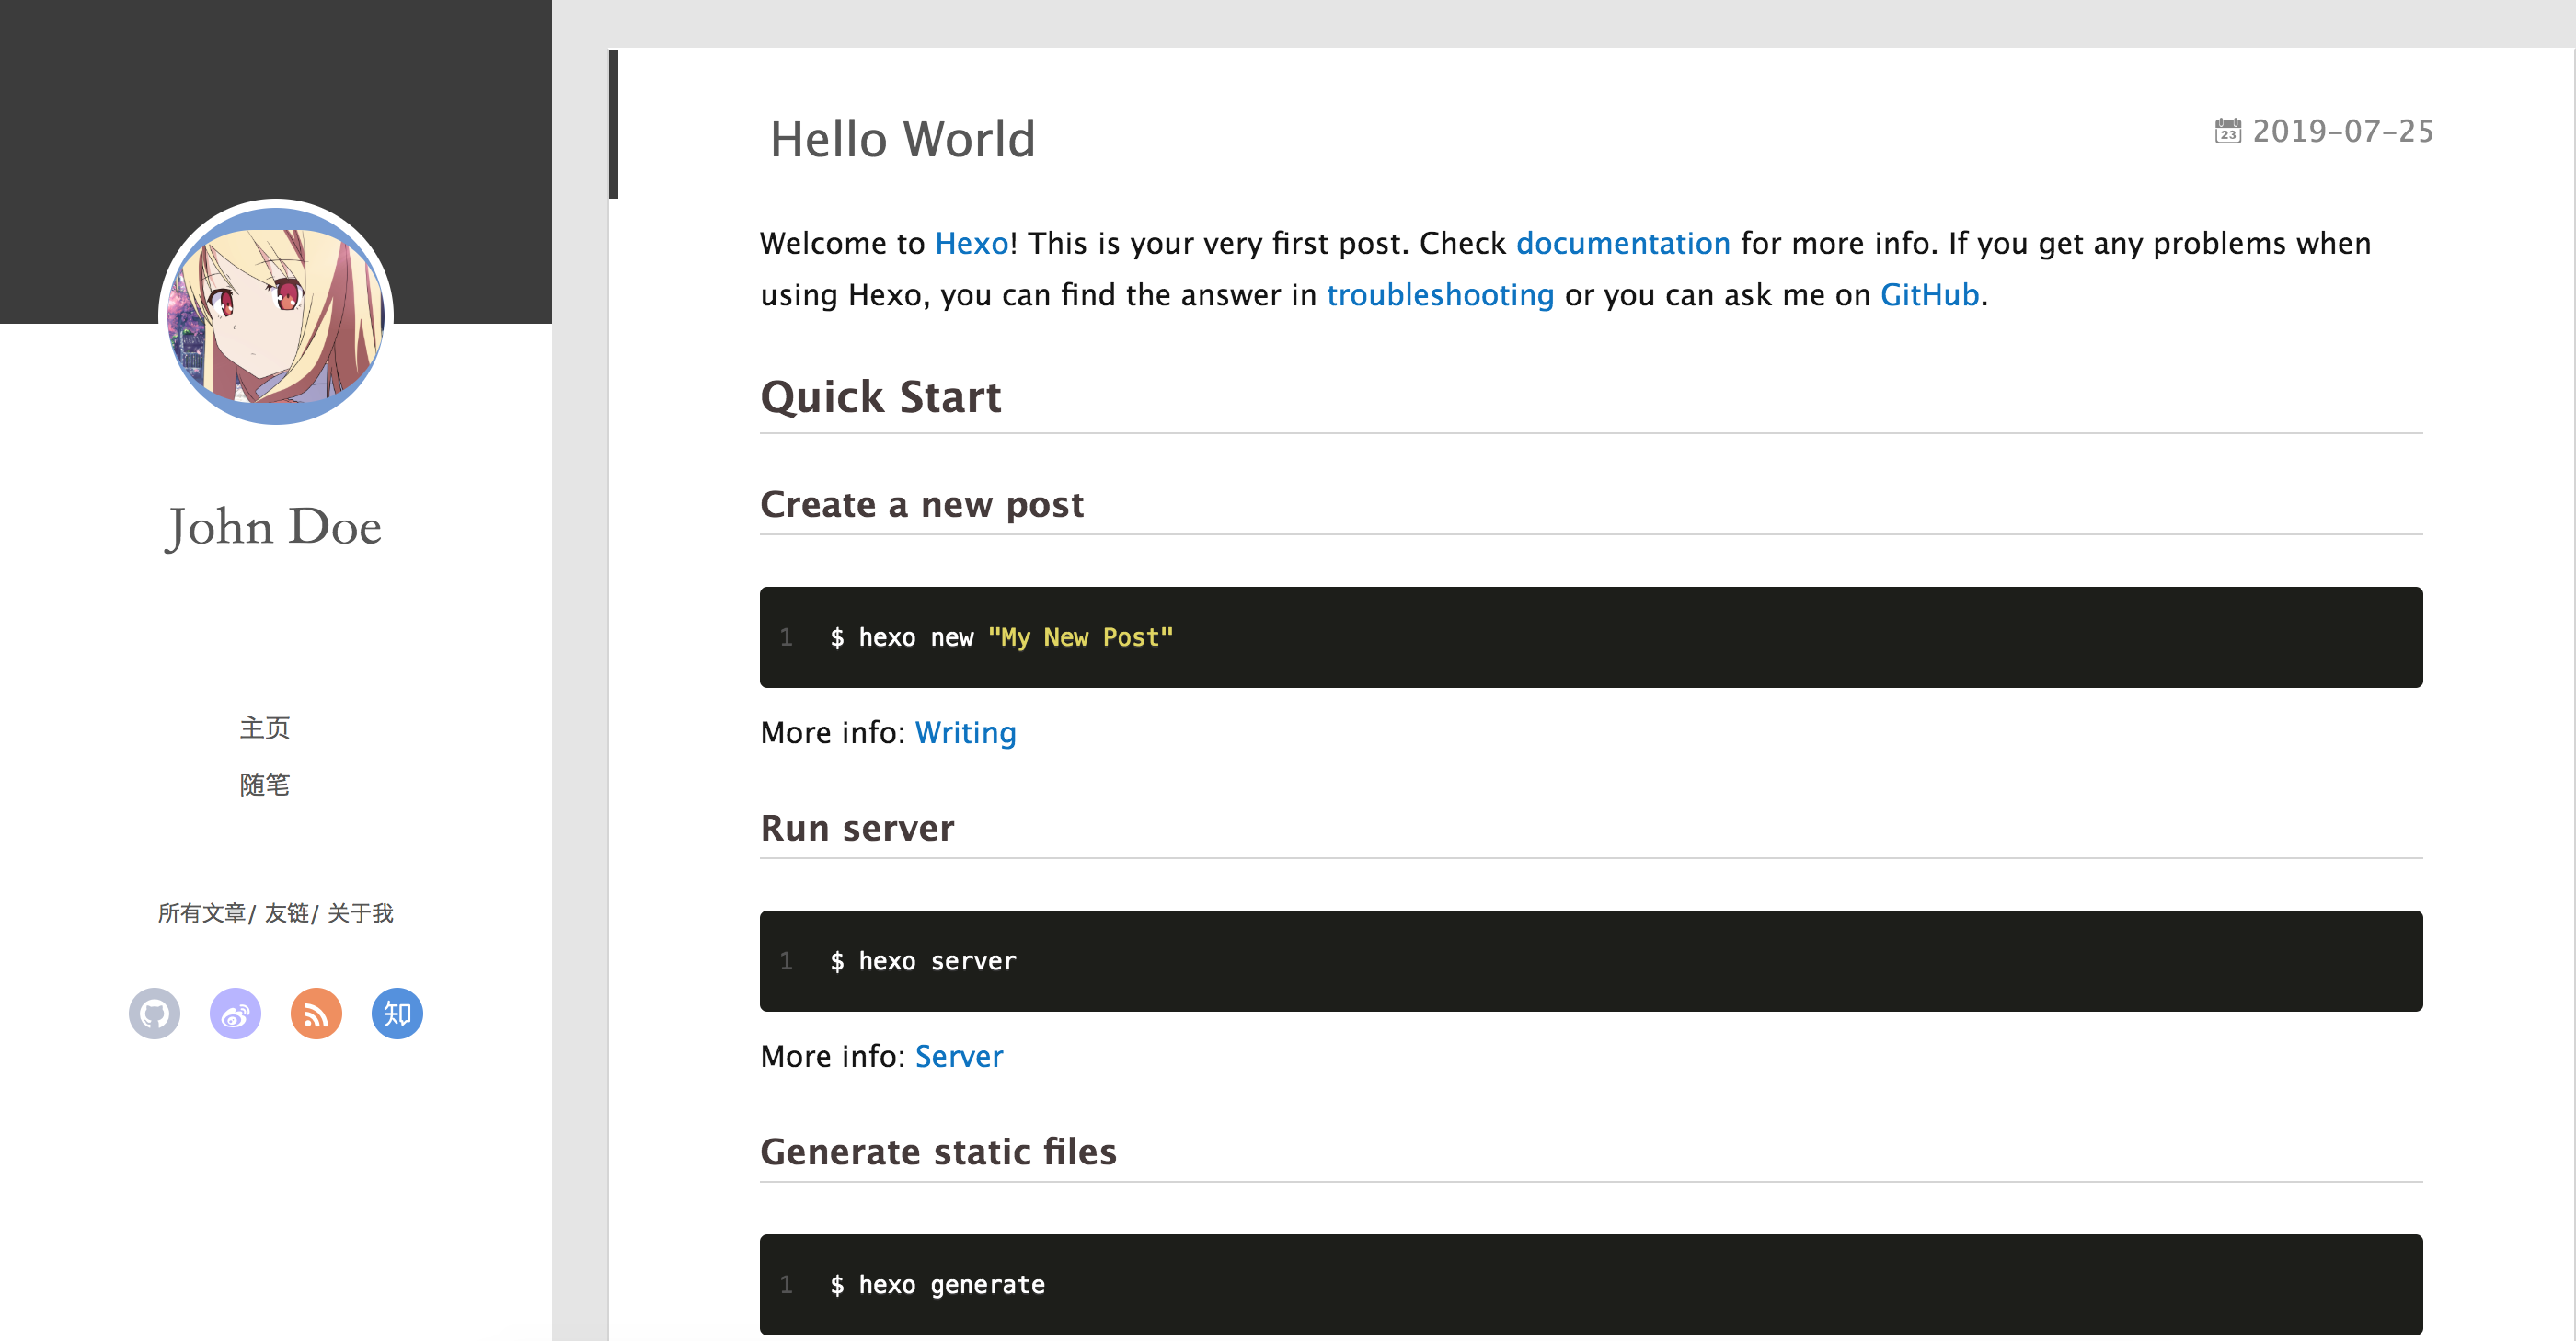 John Doe
主页
随笔
所有文章/ 友链/ 关于我
知
Hello World
23 2019-07-25
Welcome to Hexo! This is your very first post. Check documentation for more info. If you get any problems when
using Hexo, you can find the answer in troubleshooting or you can ask me on GitHub.
Quick Start
Create a new post
1 $ hexo new "My New Post"
More info: Writing
Run server
1 $ hexo server
More info: Server
Generate static files
1 $ hexo generate